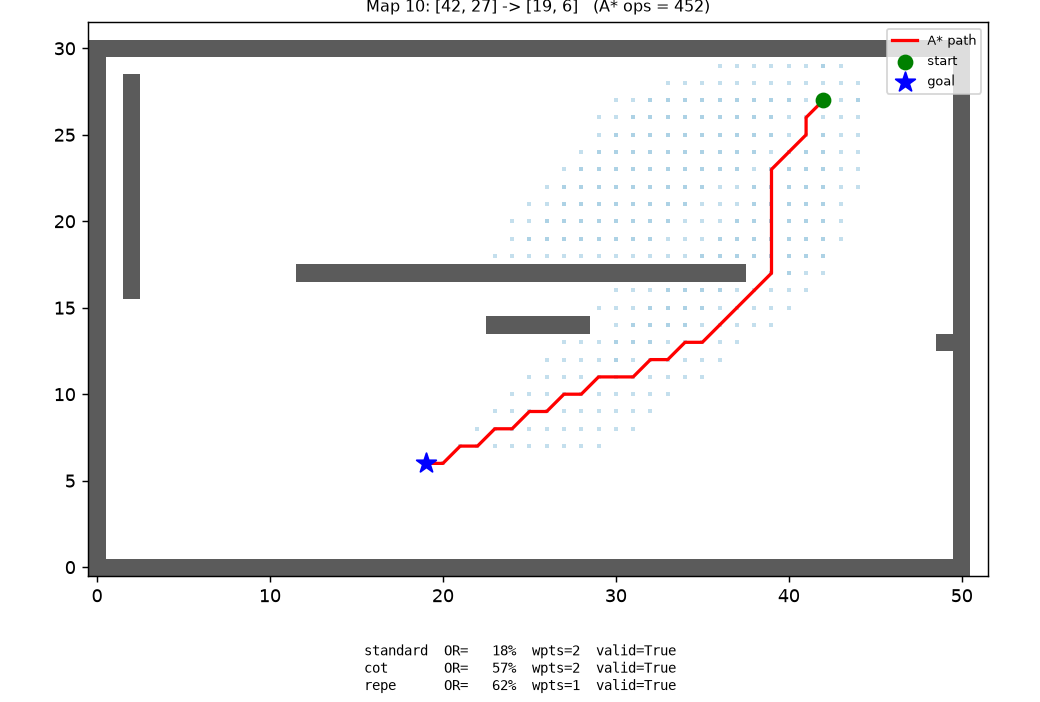 Map 10: [42, 27] -> [19, 6]   (A* ops = 452)
A* path
start
goal
30
25
20
15
10
5
0
0 10 20 30 40 50
standard  OR=   18%  wpts=2  valid=True
cot       OR=   57%  wpts=2  valid=True
repe      OR=   62%  wpts=1  valid=True